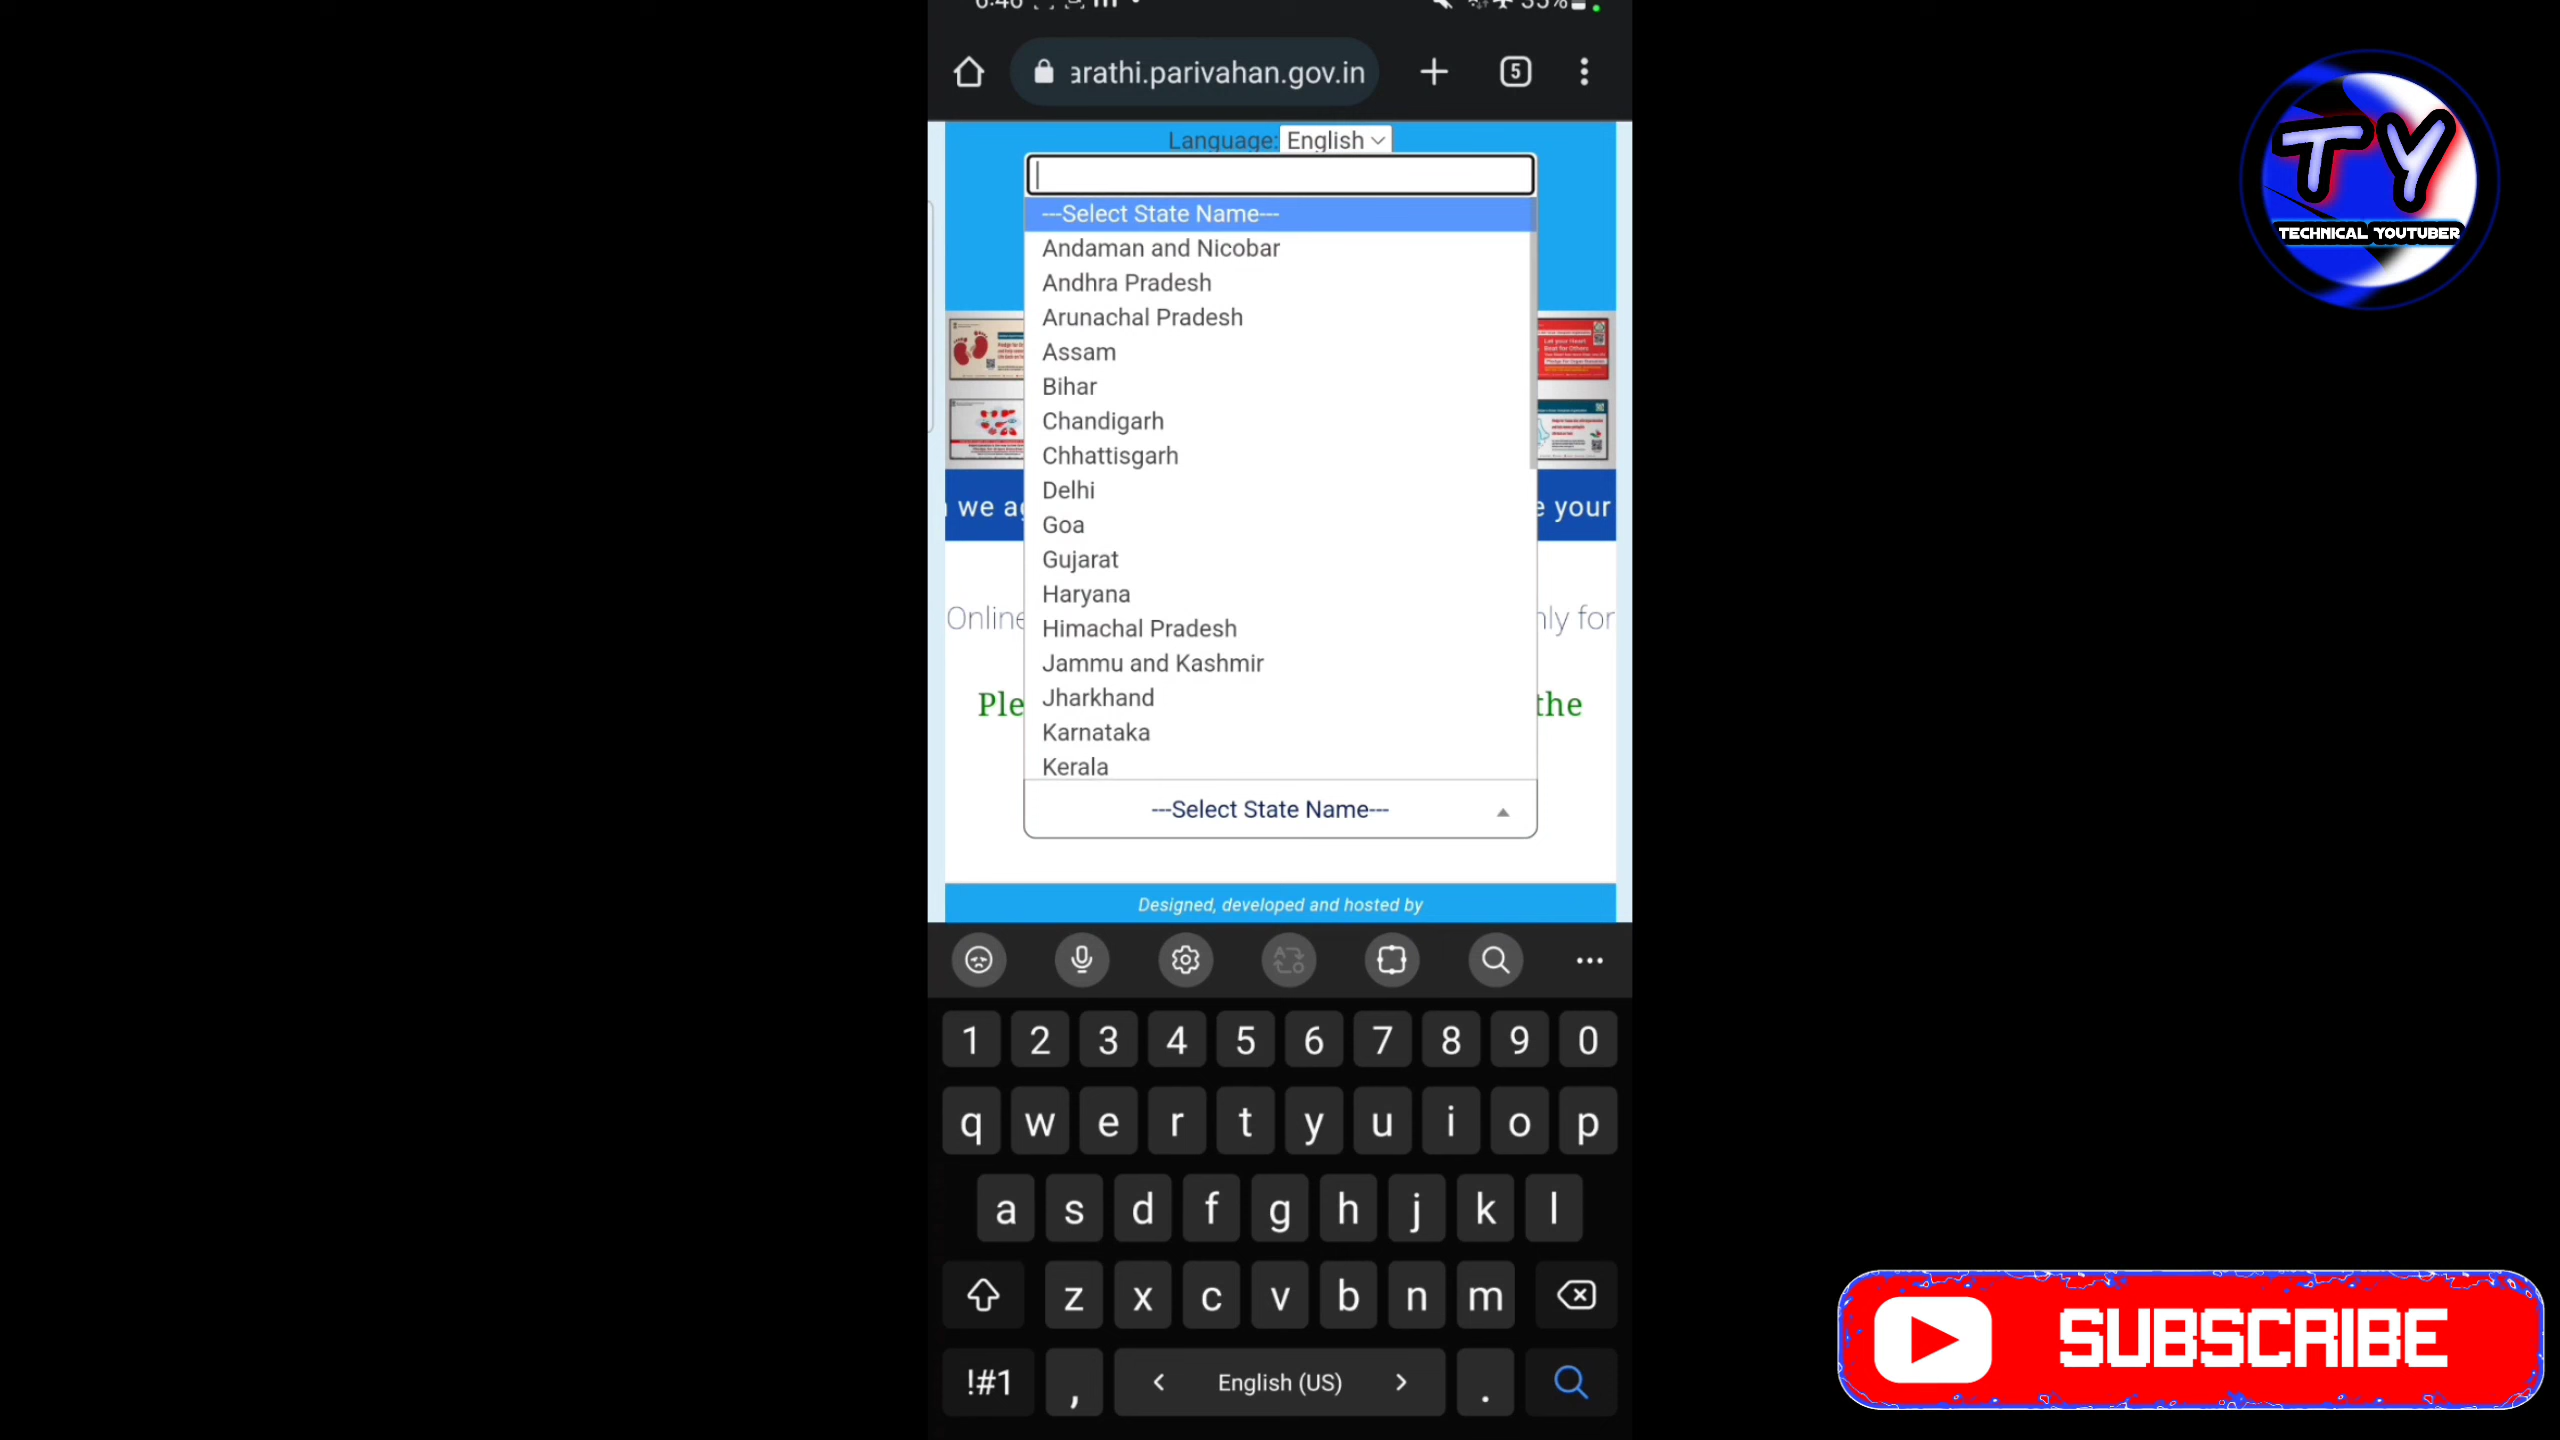 arathi.parivahan.gov.in
5
Language: English
---Select State Name---
Andaman and Nicobar
Andhra Pradesh
Arunachal Pradesh
Assam
Bihar
Chandigarh
Chhattisgarh
Delhi
Goa
Gujarat
Haryana
Himachal Pradesh
Jammu and Kashmir
Jharkhand
Karnataka
Kerala
we your
Online for
the
---Select State Name---
Designed, developed and hosted by
1 2 3 4 5 6 7 8 9 0
q w e r t y u i o p
a s d f g h j k l
z x c v b n m
!#1 , < English (US) > .
TY
TECHNICAL YOUTUBER
SUBSCRIBE